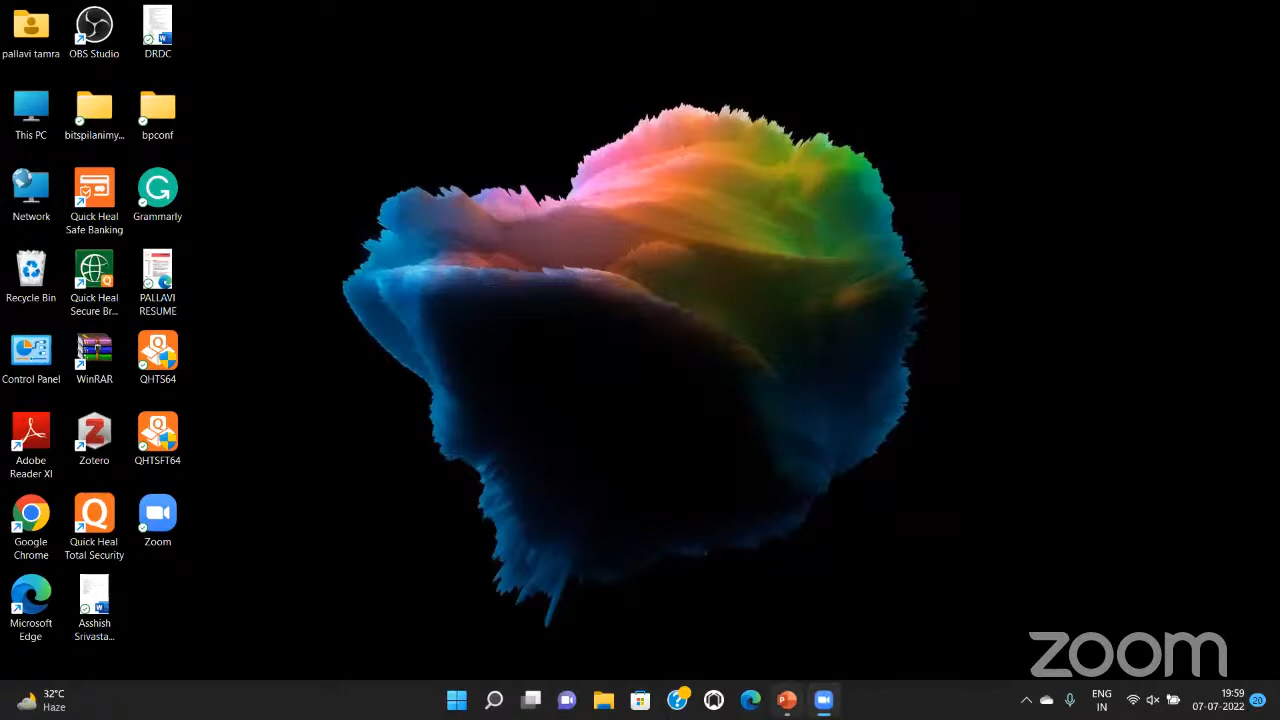 pallavi tamra
OBS Studio
DRDC
This PC
bitspilanimy...
bpconf
Network
Quick Heal
Safe Banking
Grammarly
Recycle Bin
Quick Heal
Secure Br...
PALLAVI
RESUME
Control Panel
WinRAR
QHTS64
Adobe
Reader XI
Zotero
QHTSFT64
Google
Chrome
Quick Heal
Total Security
Zoom
Microsoft
Edge
Asshish
Srivasta...
zoom
32°C
Haze
ENG
IN
19:59
07-07-2022
20